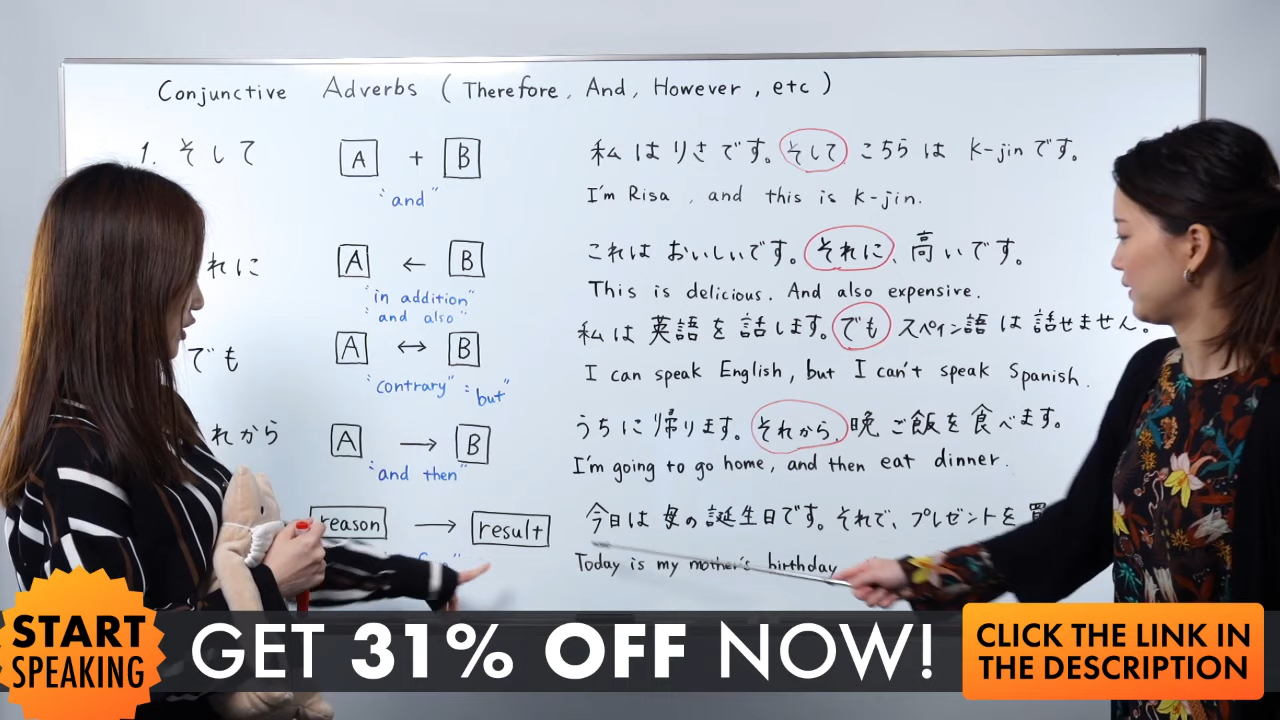 Conjunctive Adverbs ( Therefore, And, However, etc )
1. そして
A + B
"and"
私はりさです。そして こちらは K-jinです。
I'm Risa, and this is K-jin.
れに
A ← B
"in addition"
"and also"
これは おいしいです。それに、高いです。
This is delicious. And also expensive.
でも
A ↔ B
"contrary" : but"
私は 英語を話します。でも スペイン語は話せません。
I can speak English, but I can't speak Spanish.
れから
A → B
"and then"
うちに帰ります。それから、晩ご飯を食べます。
I'm going to go home, and then eat dinner.
reason → result
今日は母の誕生日です。それで、プレゼントを買
Today is my mother's birthday
START
SPEAKING
GET 31% OFF NOW!
CLICK THE LINK IN
THE DESCRIPTION